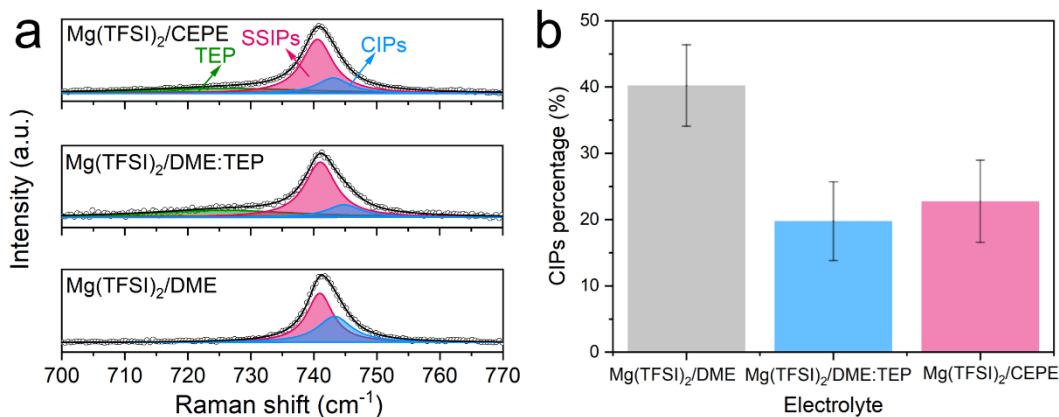 a
Mg(TFSI)₂/CEPE
TEP
SSIPs
CIPs
Mg(TFSI)₂/DME:TEP
Mg(TFSI)₂/DME
Intensity (a.u.)
700 710 720 730 740 750 760 770
Raman shift (cm⁻¹)
b
50
40
30
20
10
0
CIPs percentage (%)
Mg(TFSI)₂/DME Mg(TFSI)₂/DME:TEP Mg(TFSI)₂/CEPE
Electrolyte